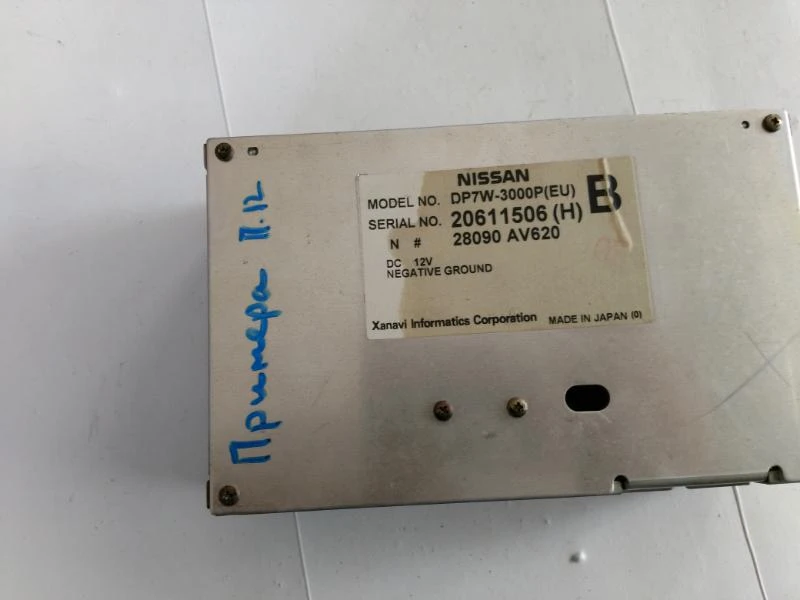 NISSAN
MODEL NO. DP7W-3000P(EU)
B
SERIAL NO. 20611506 (H)
N # 28090 AV620
DC 12V
NEGATIVE GROUND
Xanavi Informatics Corporation MADE IN JAPAN (0)
Примера П.12